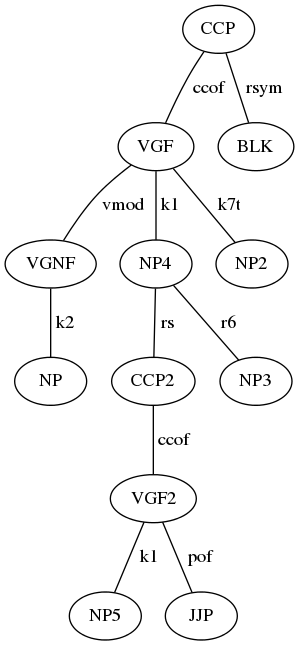 CCP
ccof rsym
VGF BLK
vmod k1 k7t
VGNF NP4 NP2
k2 rs r6
NP CCP2 NP3
ccof
VGF2
k1 pof
NP5 JJP